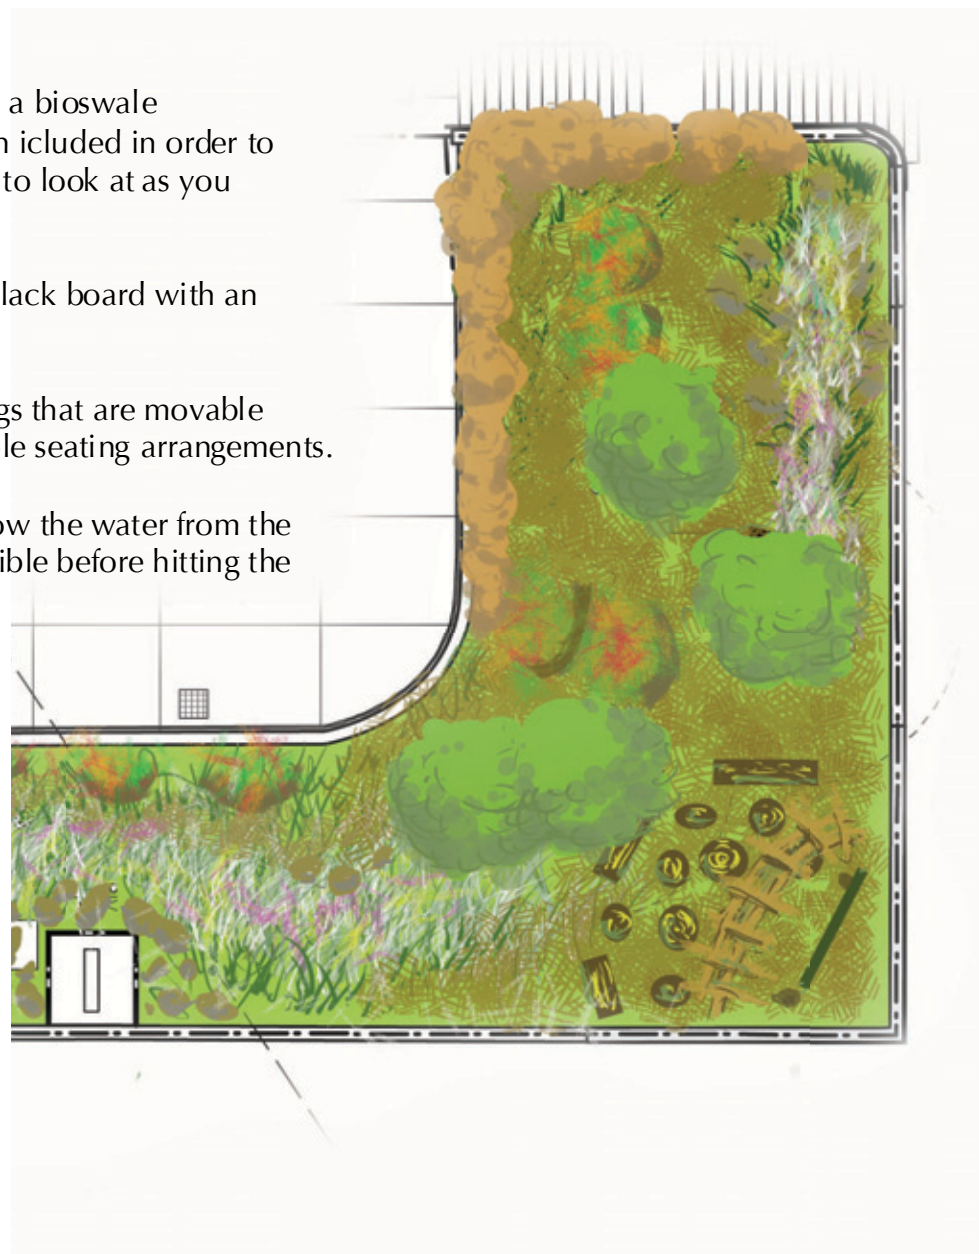 a bioswale
n icluded in order to
to look at as you
lack board with an
gs that are movable
le seating arrangements.
ow the water from the
ible before hitting the